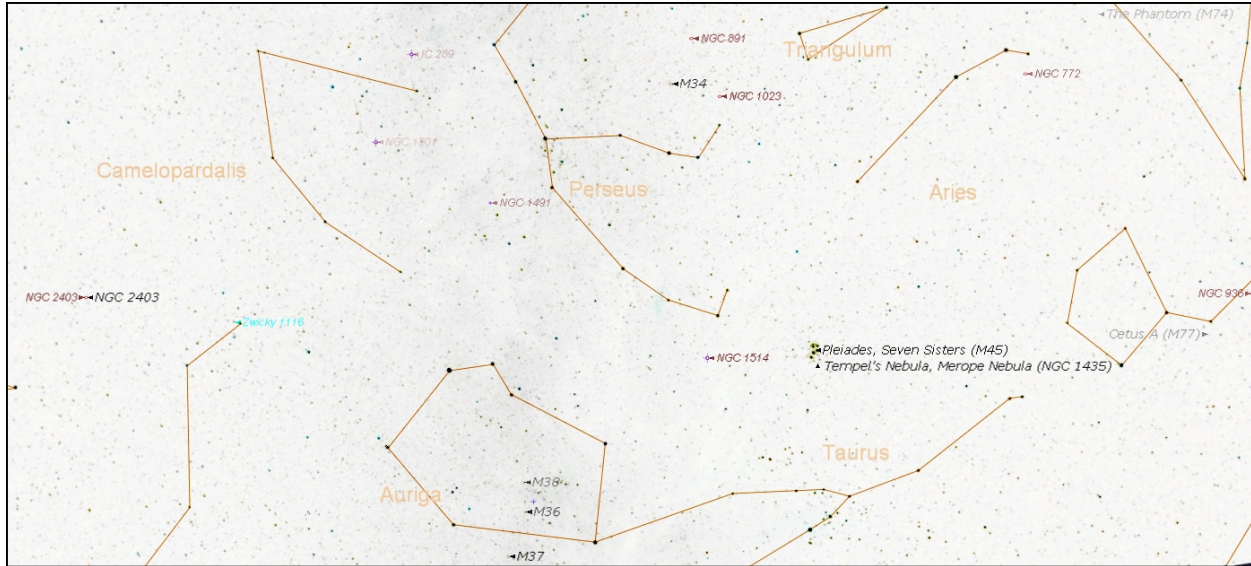 The Phantom (M74)
NGC 891
Triangulum
IC 289
NGC 772
M34
NGC 1023
NGC 1501
Camelopardalis
Perseus
Aries
NGC 1491
NGC 2403
NGC 2403
NGC 936
Zwicky 1116
Cetus A (M77)
Pleiades, Seven Sisters (M45)
NGC 1514
Tempel's Nebula, Merope Nebula (NGC 1435)
Taurus
M38
Auriga
M36
M37